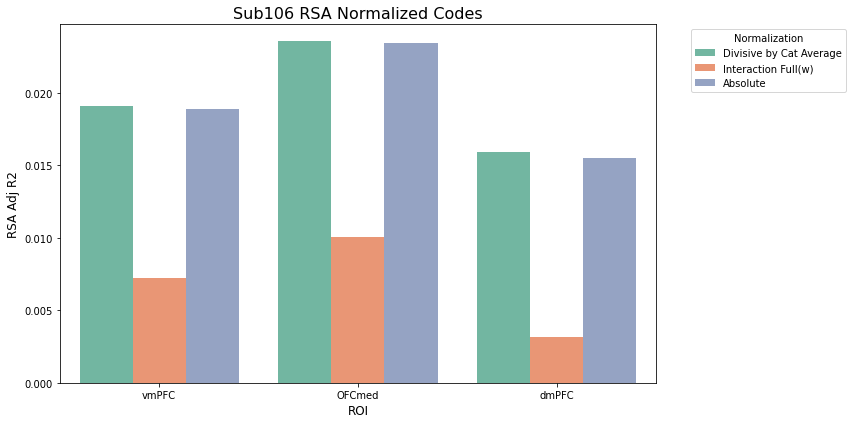 Sub106 RSA Normalized Codes
Normalization
Divisive by Cat Average
Interaction Full(w)
Absolute
RSA Adj R2
0.020
0.015
0.010
0.005
0.000
vmPFC
OFCmed
dmPFC
ROI